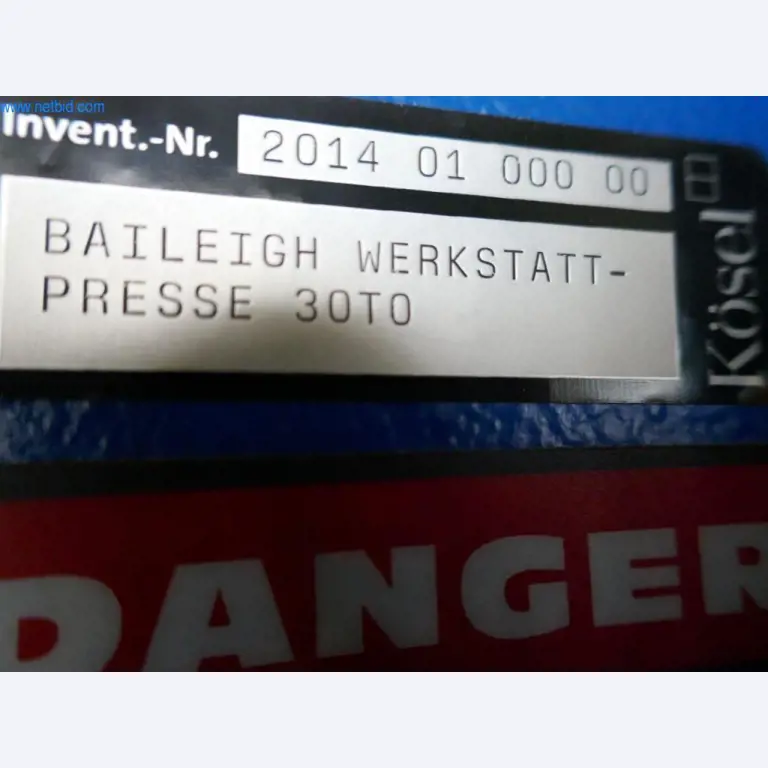 www.netbid.com
Invent.-Nr. 2014 01 000 00
BAILEIGH WERKSTATT-
PRESSE 30TO
Kösel
DANGER